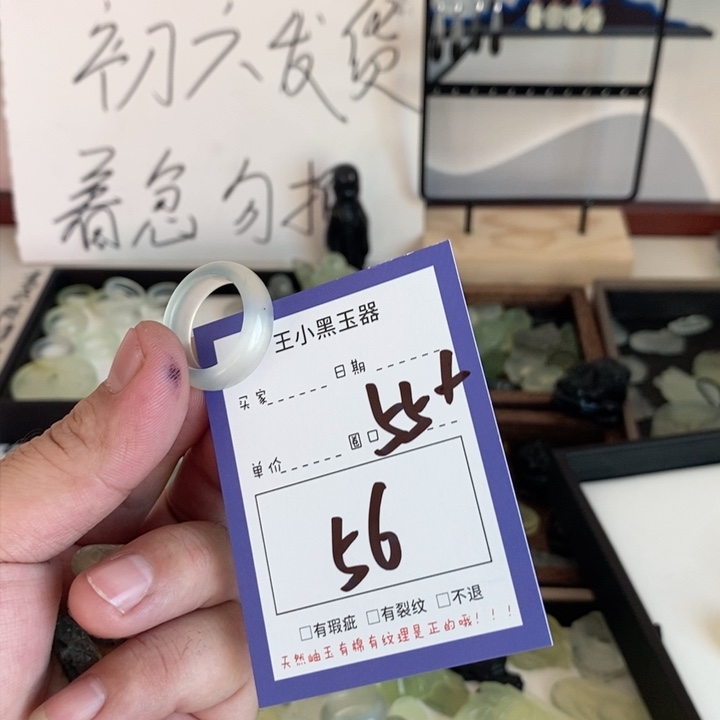 初六发货
着急勿拍
王小黑玉器
买家
日期
单价
圈口
55+
56
□有瑕疵 □有裂纹 □不退
天然岫玉有棉有纹理是正的哦！！！